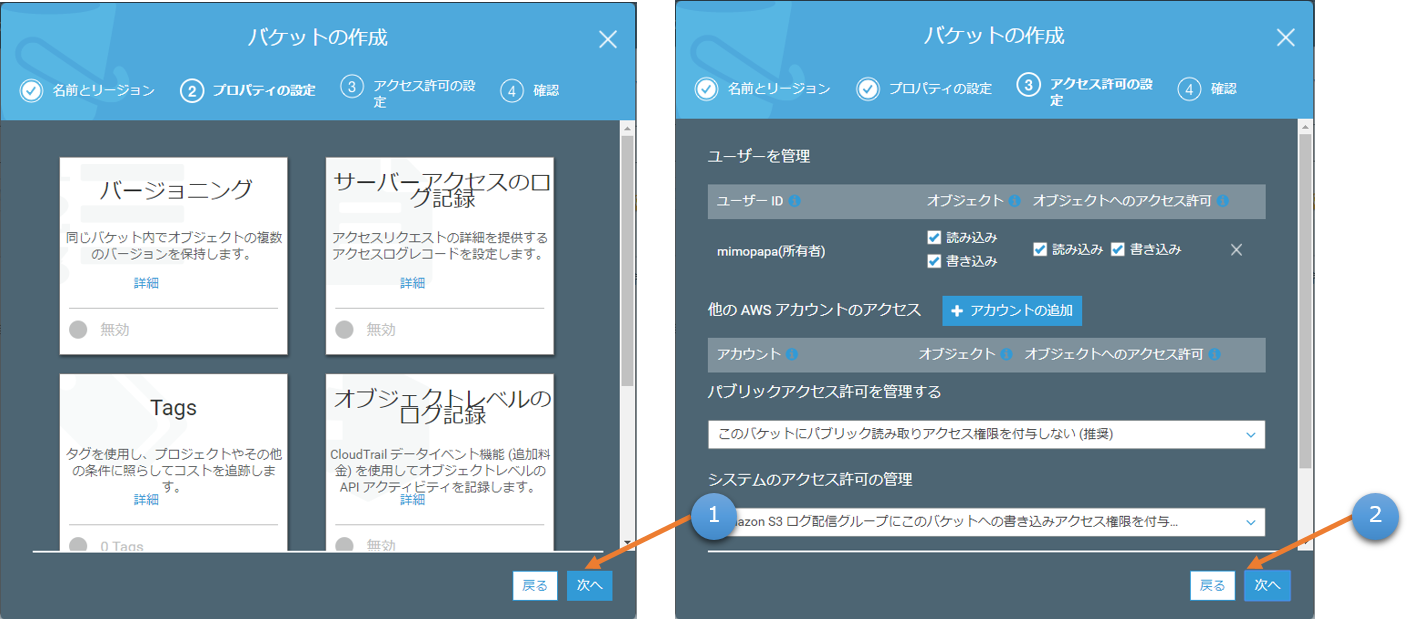 バケットの作成
名前とリージョン
2
プロパティの設定
3
アクセス許可の設
定
4
確認
バージョニング
同じバケット内でオブジェクトの複数
のバージョンを保持します。
詳細
無効
サーバーアクセスのロ
グ記録
アクセスリクエストの詳細を提供する
アクセスログレコードを設定します。
詳細
無効
Tags
タグを使用し、プロジェクトやその他
の条件に照らしてコストを追跡しま
す。
詳細
0 Tags
オブジェクトレベルの
ログ記録
CloudTrail データイベント機能 (追加料
金) を使用してオブジェクトレベルの
API アクティビティを記録します。
詳細
無効
戻る
次へ
1
バケットの作成
名前とリージョン
プロパティの設定
3
アクセス許可の設
定
4
確認
ユーザーを管理
ユーザー ID オブジェクト オブジェクトへのアクセス許可
mimopapa(所有者)
読み込み
書き込み
読み込み 書き込み
他の AWS アカウントのアクセス
+ アカウントの追加
アカウント オブジェクト オブジェクトへのアクセス許可
パブリックアクセス許可を管理する
このバケットにパブリック読み取りアクセス権限を付与しない (推奨)
システムのアクセス許可の管理
azon S3 ログ配信グループにこのバケットへの書き込みアクセス権限を付与...
戻る
次へ
2